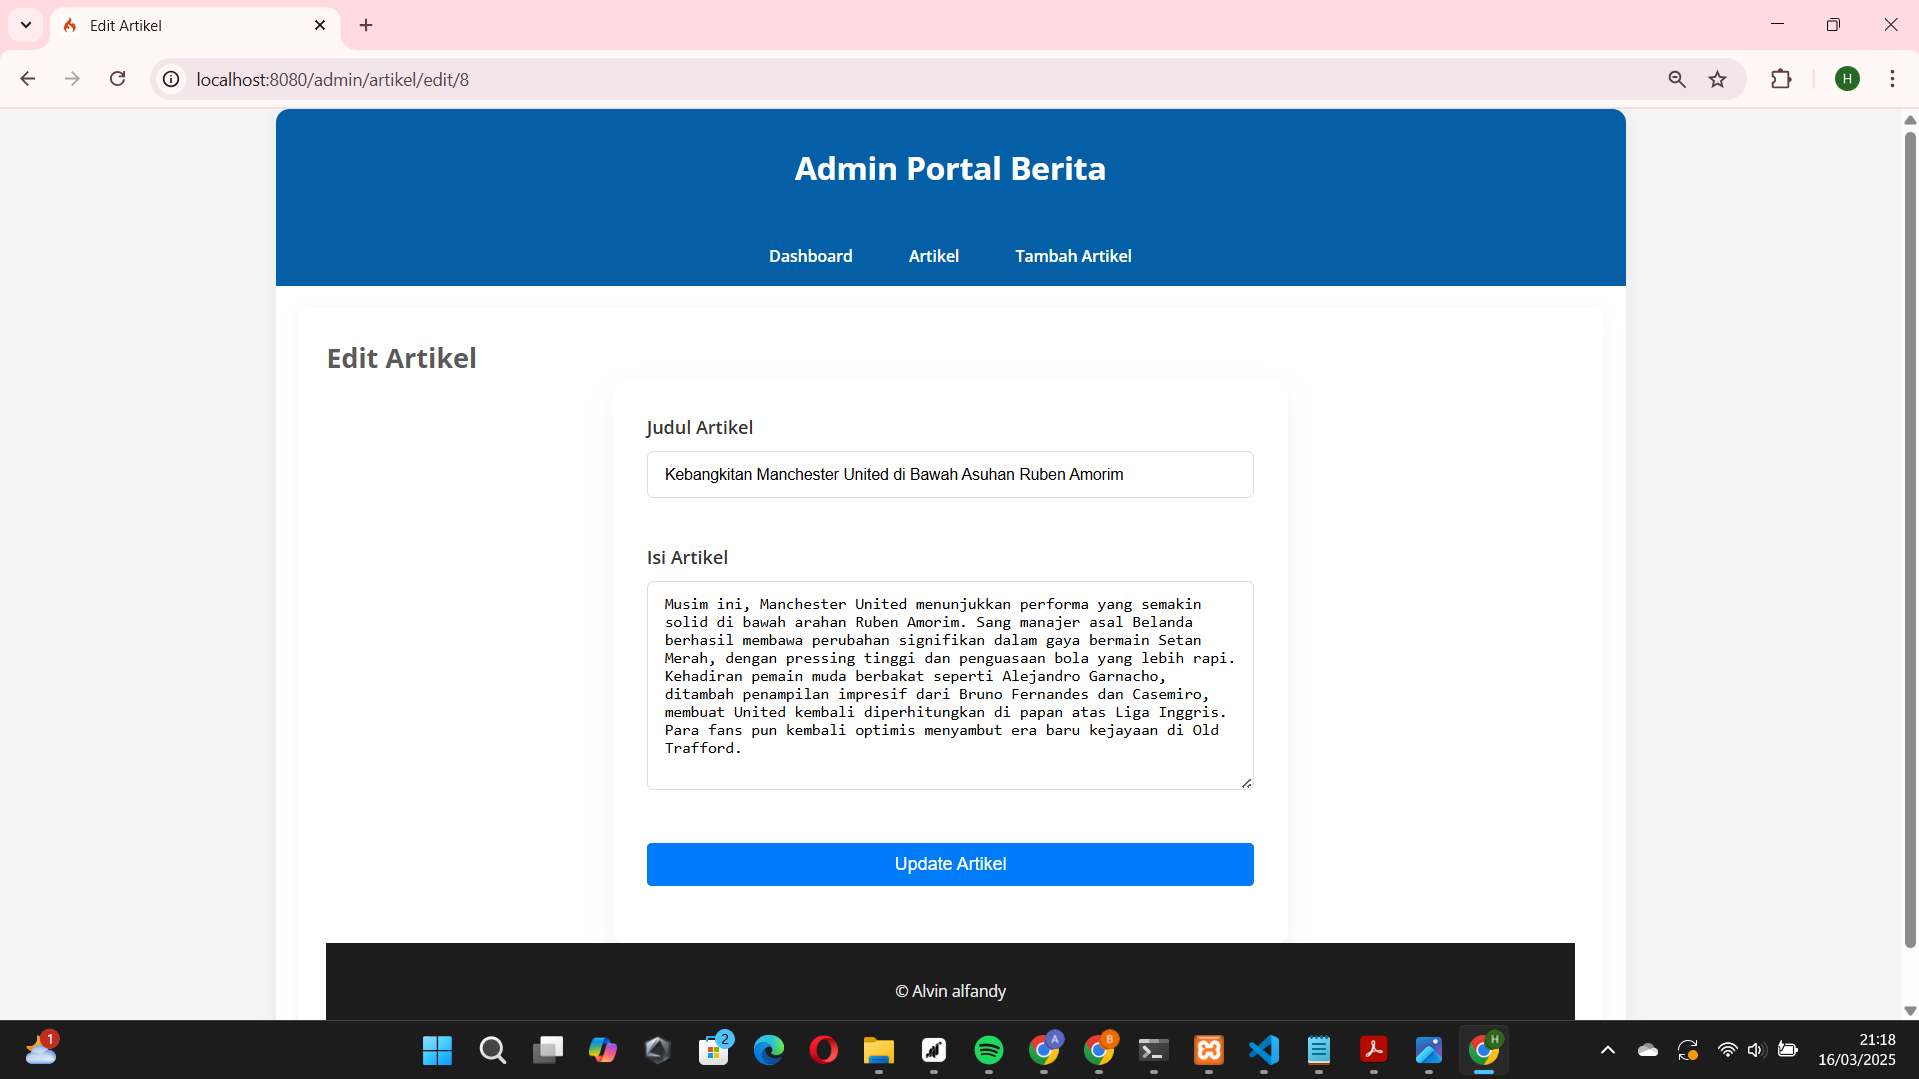 Edit Artikel
localhost:8080/admin/artikel/edit/8
H
Admin Portal Berita
Dashboard Artikel Tambah Artikel
Edit Artikel
Judul Artikel
Kebangkitan Manchester United di Bawah Asuhan Ruben Amorim
Isi Artikel
Musim ini, Manchester United menunjukkan performa yang semakin
solid di bawah arahan Ruben Amorim. Sang manajer asal Belanda
berhasil membawa perubahan signifikan dalam gaya bermain Setan
Merah, dengan pressing tinggi dan penguasaan bola yang lebih rapi.
Kehadiran pemain muda berbakat seperti Alejandro Garnacho,
ditambah penampilan impresif dari Bruno Fernandes dan Casemiro,
membuat United kembali diperhitungkan di papan atas Liga Inggris.
Para fans pun kembali optimis menyambut era baru kejayaan di Old
Trafford.
Update Artikel
© Alvin alfandy
1
2
A
B
H
21:18
16/03/2025